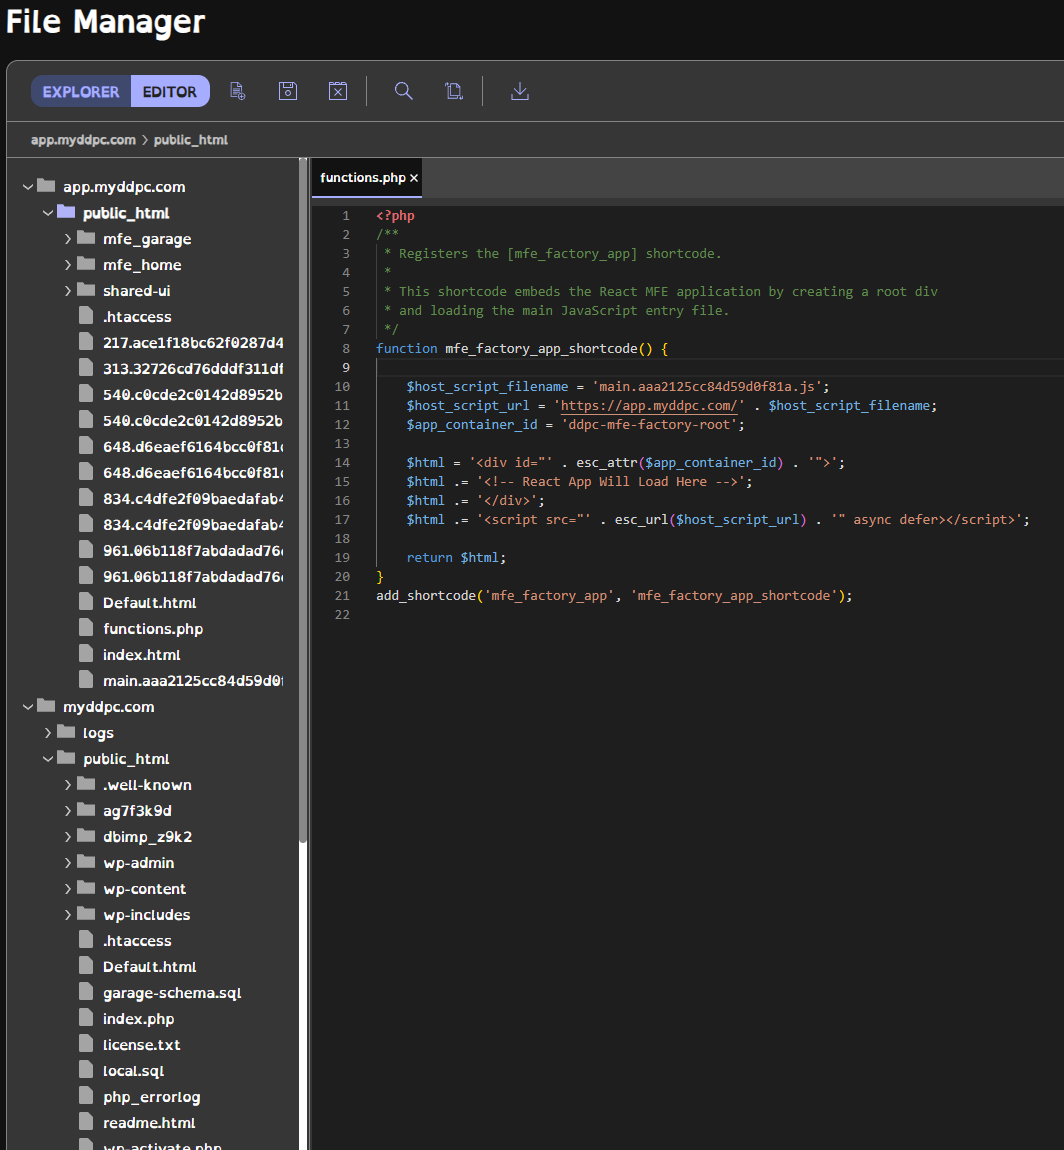 File Manager
EXPLORER EDITOR
app.myddpc.com > public_html
app.myddpc.com
public_html
mfe_garage
mfe_home
shared-ui
.htaccess
217.ace1f18bc62f0287d4
313.32726cd76dddf311df
540.c0cde2c0142d8952b
540.c0cde2c0142d8952b
648.d6eaef6164bcc0f81
648.d6eaef6164bcc0f81
834.c4dfe2f09baedafab4
834.c4dfe2f09baedafab4
961.06b118f7abdadad76
961.06b118f7abdadad76
Default.html
functions.php
index.html
main.aaa2125cc84d59d0f
myddpc.com
logs
public_html
.well-known
ag7f3k9d
dbimp_z9k2
wp-admin
wp-content
wp-includes
.htaccess
Default.html
garage-schema.sql
index.php
license.txt
local.sql
php_errorlog
readme.html
wp-activate.php
functions.php ×
1 <?php
2 /**
3  * Registers the [mfe_factory_app] shortcode.
4  *
5  * This shortcode embeds the React MFE application by creating a root div
6  * and loading the main JavaScript entry file.
7  */
8 function mfe_factory_app_shortcode() {
9
10     $host_script_filename = 'main.aaa2125cc84d59d0f81a.js';
11     $host_script_url = 'https://app.myddpc.com/' . $host_script_filename;
12     $app_container_id = 'ddpc-mfe-factory-root';
13
14     $html = '<div id="' . esc_attr($app_container_id) . '">';
15     $html .= '<!-- React App Will Load Here -->';
16     $html .= '</div>';
17     $html .= '<script src="' . esc_url($host_script_url) . '" async defer></script>';
18
19     return $html;
20 }
21 add_shortcode('mfe_factory_app', 'mfe_factory_app_shortcode');
22